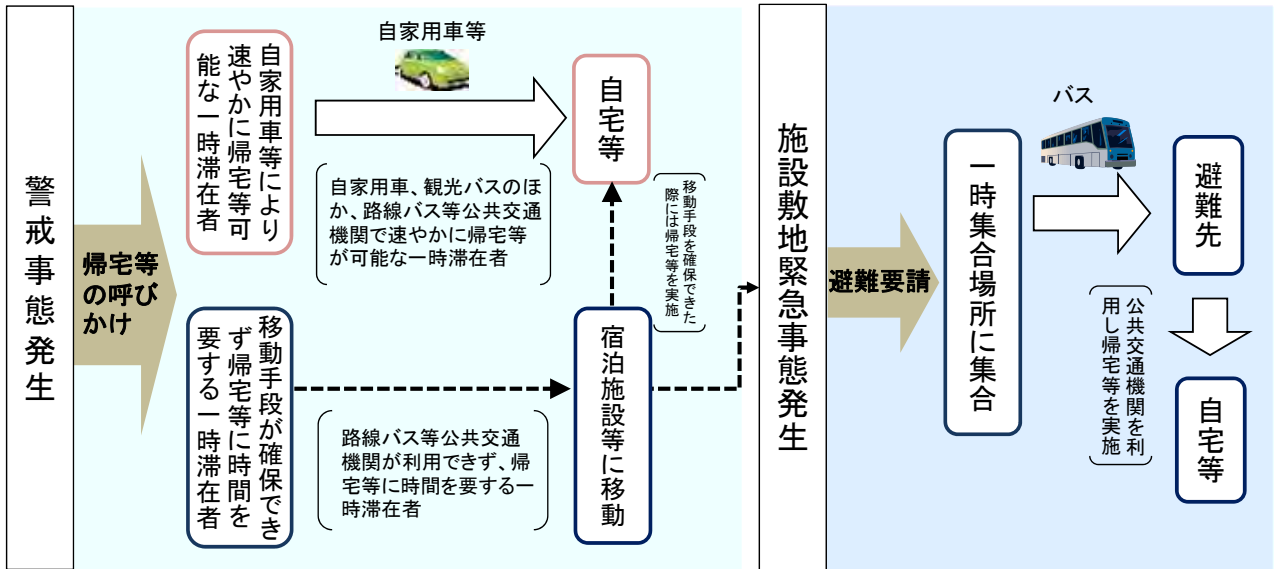 警戒事態発生
帰宅等
の呼び
かけ
自家用車等により
速やかに帰宅等可
能な一時滞在者
自家用車等
自家用車、観光バスのほ
か、路線バス等公共交通
機関で速やかに帰宅等
が可能な一時滞在者
自宅等
移動手段が確保でき
ず帰宅等に時間を
要する一時滞在者
路線バス等公共交通
機関が利用できず、帰
宅等に時間を要する一
時滞在者
宿泊施設等に移動
移動手段を確保できた
際には帰宅等を実施
施設敷地緊急事態発生
避難要請
一時集合場所に集合
バス
避難先
公共交通機関を利
用し帰宅等を実施
自宅等